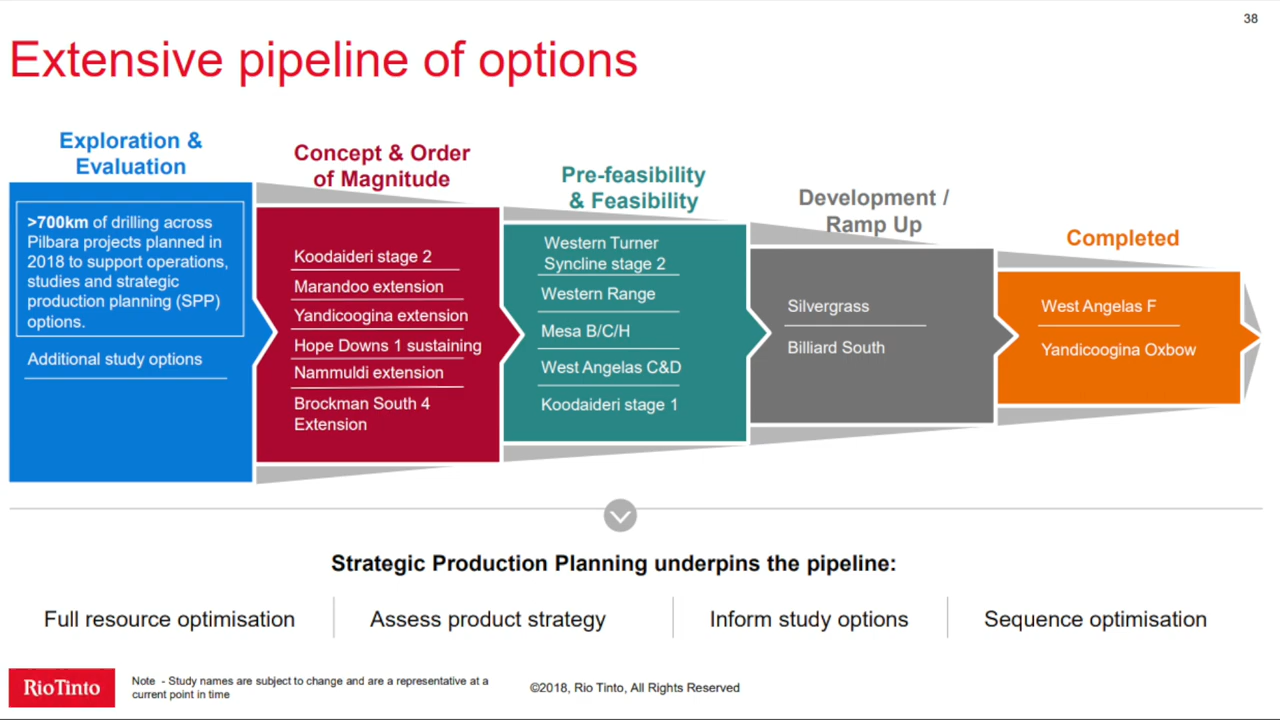 38
Extensive pipeline of options
Exploration &
Evaluation
>700km of drilling across
Pilbara projects planned in
2018 to support operations,
studies and strategic
production planning (SPP)
options.
Additional study options
Concept & Order
of Magnitude
Koodaideri stage 2
Marandoo extension
Yandicoogina extension
Hope Downs 1 sustaining
Nammuldi extension
Brockman South 4
Extension
Pre-feasibility
& Feasibility
Western Turner
Syncline stage 2
Western Range
Mesa B/C/H
West Angelas C&D
Koodaideri stage 1
Development /
Ramp Up
Silvergrass
Billiard South
Completed
West Angelas F
Yandicoogina Oxbow
Strategic Production Planning underpins the pipeline:
Full resource optimisation
Assess product strategy
Inform study options
Sequence optimisation
RioTinto
Note - Study names are subject to change and are a representative at a
current point in time
©2018, Rio Tinto, All Rights Reserved